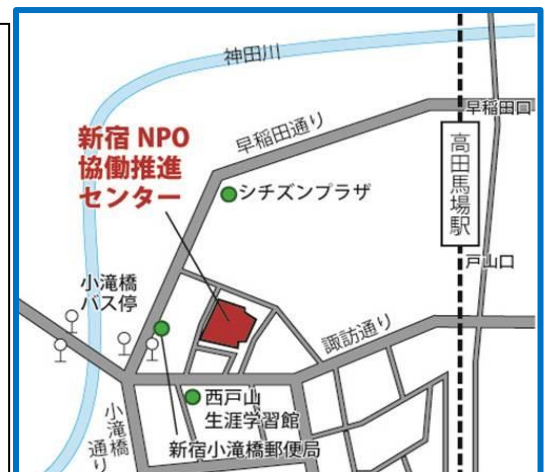 神田川
早稲田口
早稲田通り
新宿 NPO
協働推進
センター
高田馬場駅
シチズンプラザ
戸山口
小滝橋
バス停
諏訪通り
西戸山
生涯学習館
小滝橋
通り
新宿小滝橋郵便局